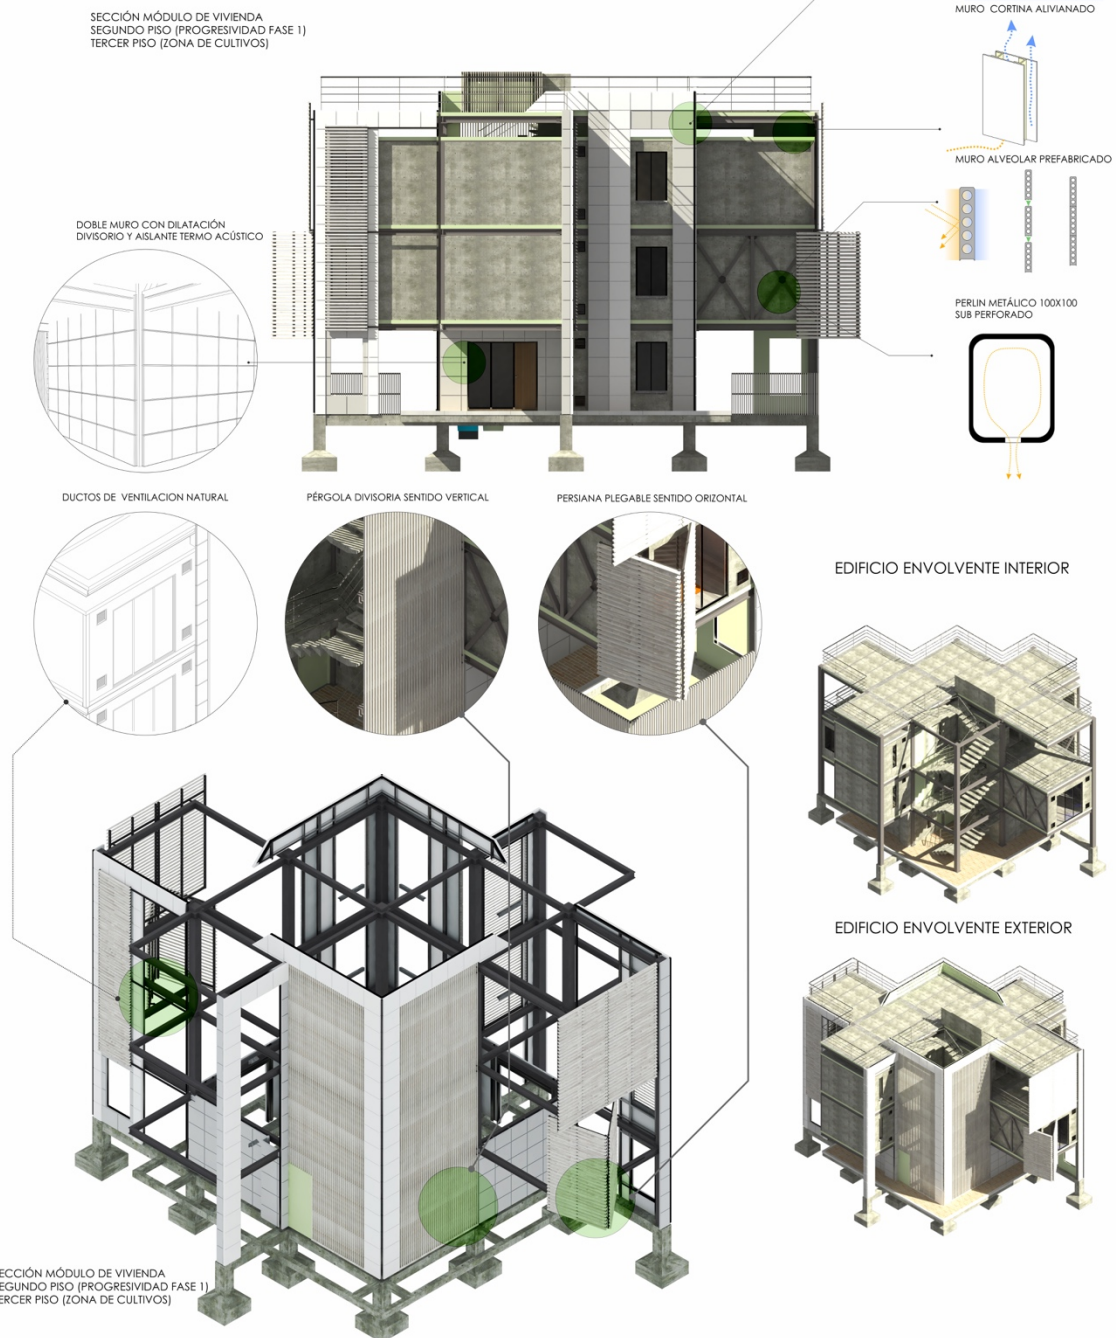 SECCIÓN MÓDULO DE VIVIENDA
SEGUNDO PISO (PROGRESIVIDAD FASE 1)
TERCER PISO (ZONA DE CULTIVOS)
MURO CORTINA ALIVIANADO
MURO ALVEOLAR PREFABRICADO
DOBLE MURO CON DILATACIÓN
DIVISORIO Y AISLANTE TERMO ACÚSTICO
PERLIN METÁLICO 100X100
SUB PERFORADO
DUCTOS DE VENTILACION NATURAL
PÉRGOLA DIVISORIA SENTIDO VERTICAL
PERSIANA PLEGABLE SENTIDO ORIZONTAL
EDIFICIO ENVOLVENTE INTERIOR
EDIFICIO ENVOLVENTE EXTERIOR
ECCIÓN MÓDULO DE VIVIENDA
EGUNDO PISO (PROGRESIVIDAD FASE 1)
ERCER PISO (ZONA DE CULTIVOS)